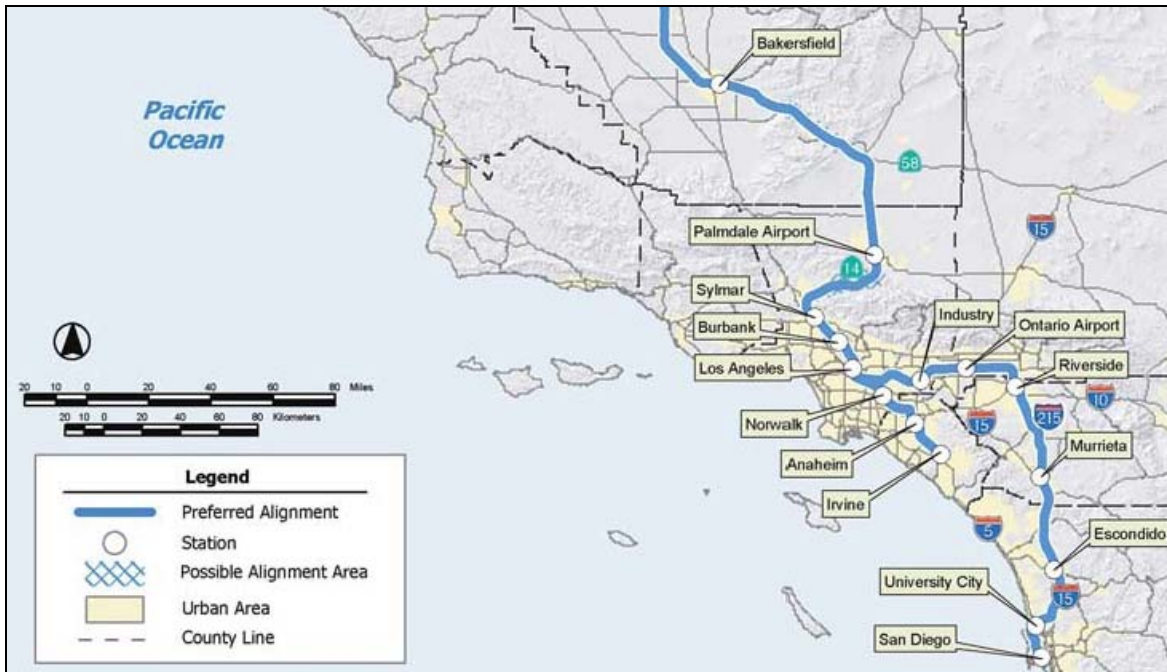 Pacific
Ocean
Bakersfield
58
15
Palmdale Airport
14
Sylmar
Industry
Burbank
Ontario Airport
Los Angeles
Riverside
10
Norwalk
15
215
Murrieta
Anaheim
Irvine
5
Escondido
University City
15
San Diego
20 10 0 20 40 60 80 Miles
20 10 0 20 40 60 80 Kilometers
Legend
Preferred Alignment
Station
Possible Alignment Area
Urban Area
County Line